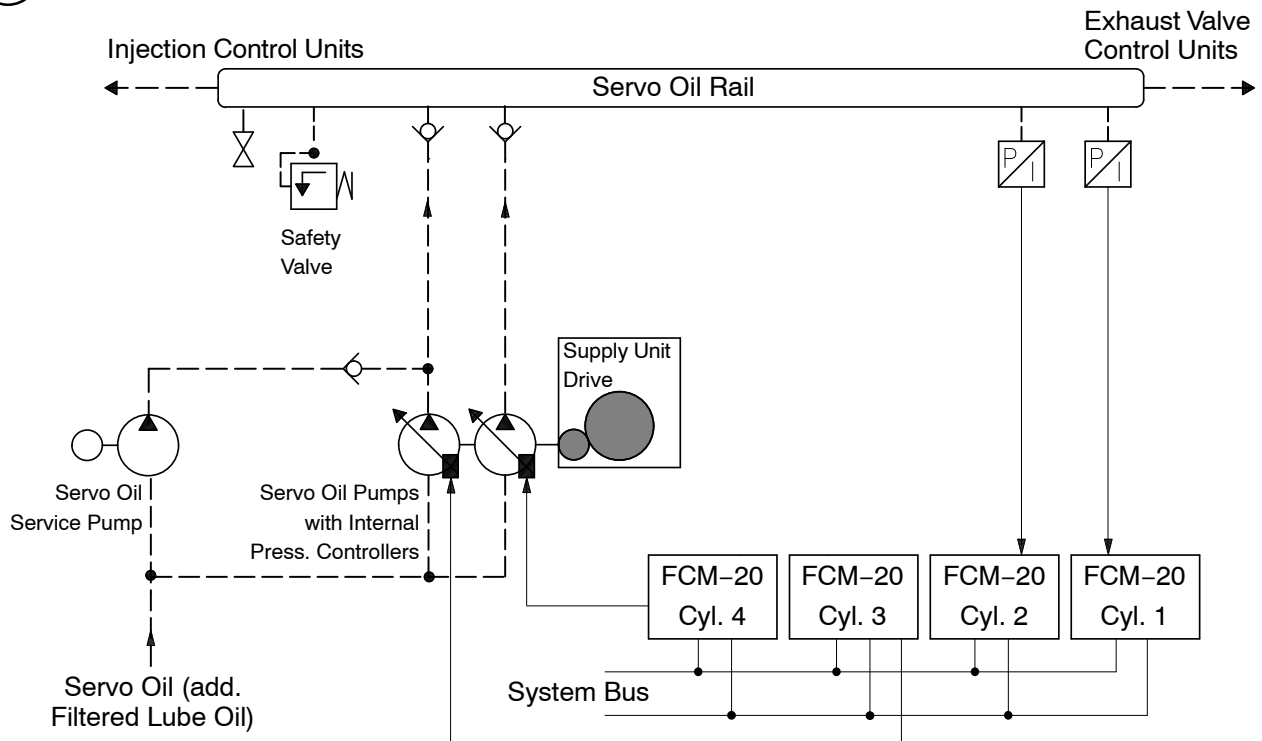 Exhaust Valve
Control Units
Injection Control Units
Servo Oil Rail
P
I
P
I
Safety
Valve
Supply Unit
Drive
Servo Oil
Service Pump
Servo Oil Pumps
with Internal
Press. Controllers
FCM−20
Cyl. 4
FCM−20
Cyl. 3
FCM−20
Cyl. 2
FCM−20
Cyl. 1
System Bus
Servo Oil (add.
Filtered Lube Oil)